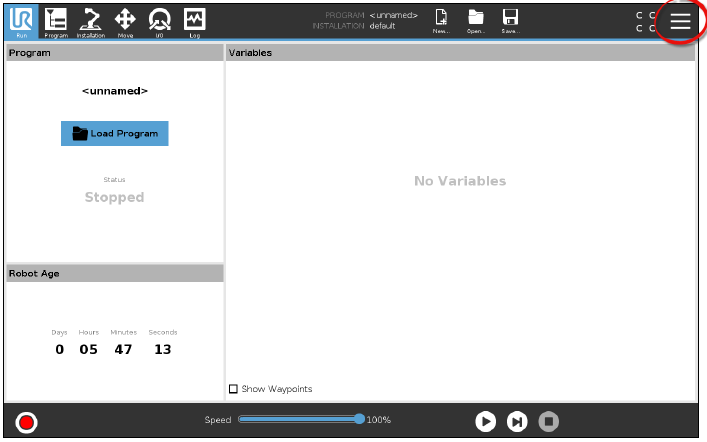 UR
PROGRAM <unnamed>
INSTALLATION default
C C
C C
Run Program Installation Move I/O Log New... Open... Save...
Program
Variables
<unnamed>
Load Program
Status
Stopped
No Variables
Robot Age
Days Hours Minutes Seconds
0 05 47 13
Show Waypoints
Speed 100%